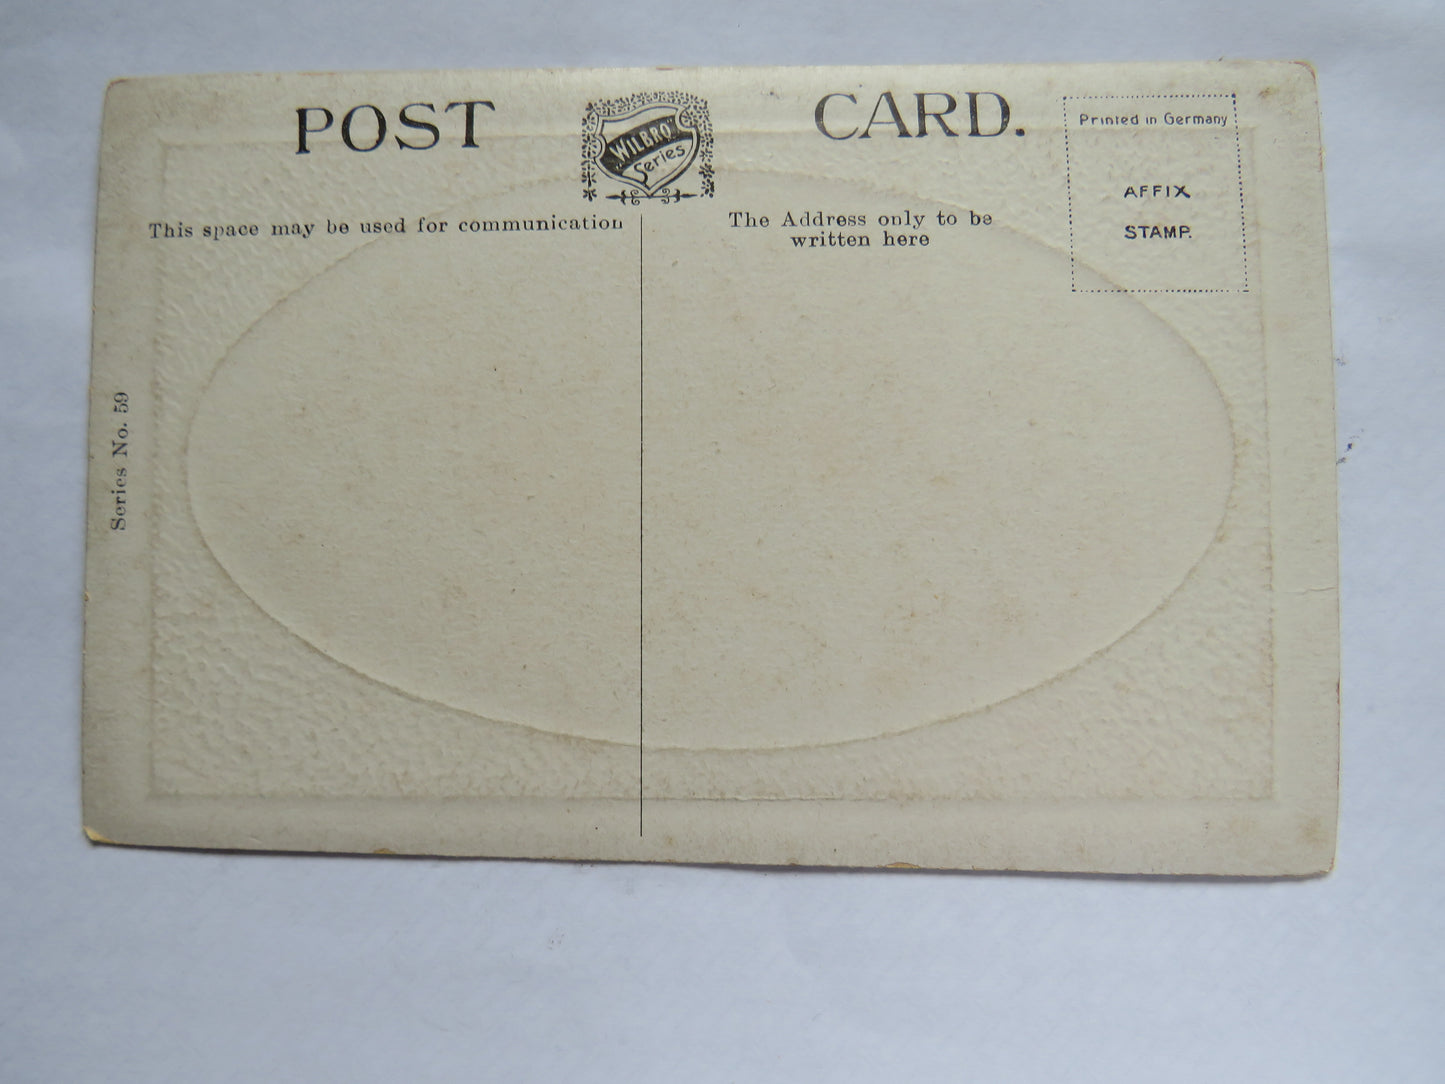 POST CARD.
"WILBRO"
Series
Printed in Germany
AFFIX
STAMP.
This space may be used for communication
The Address only to be
written here
Series No. 59